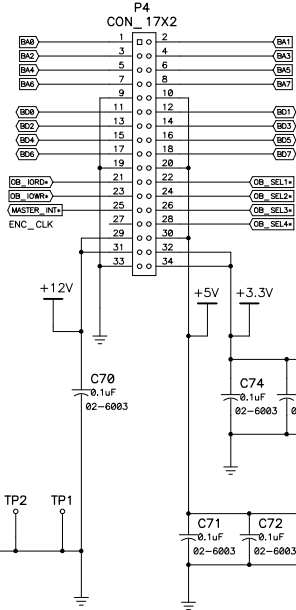 P4
CON_17X2
BA0 1 2 BA1
BA2 3 4 BA3
BA4 5 6 BA5
BA6 7 8 BA7
9 10
BD0 11 12 BD1
BD2 13 14 BD3
BD4 15 16 BD5
BD6 17 18 BD7
19 20
OB_IORD* 21 22 OB_SEL1*
OB_IOWR* 23 24 OB_SEL2*
MASTER_INT* 25 26 OB_SEL3*
ENC_CLK 27 28 OB_SEL4*
29 30
31 32
33 34
+12V +5V +3.3V
C70
0.1uF
02-6003
C74
0.1uF
02-6003
TP2 TP1
C71
0.1uF
02-6003
C72
0.1uF
02-6003